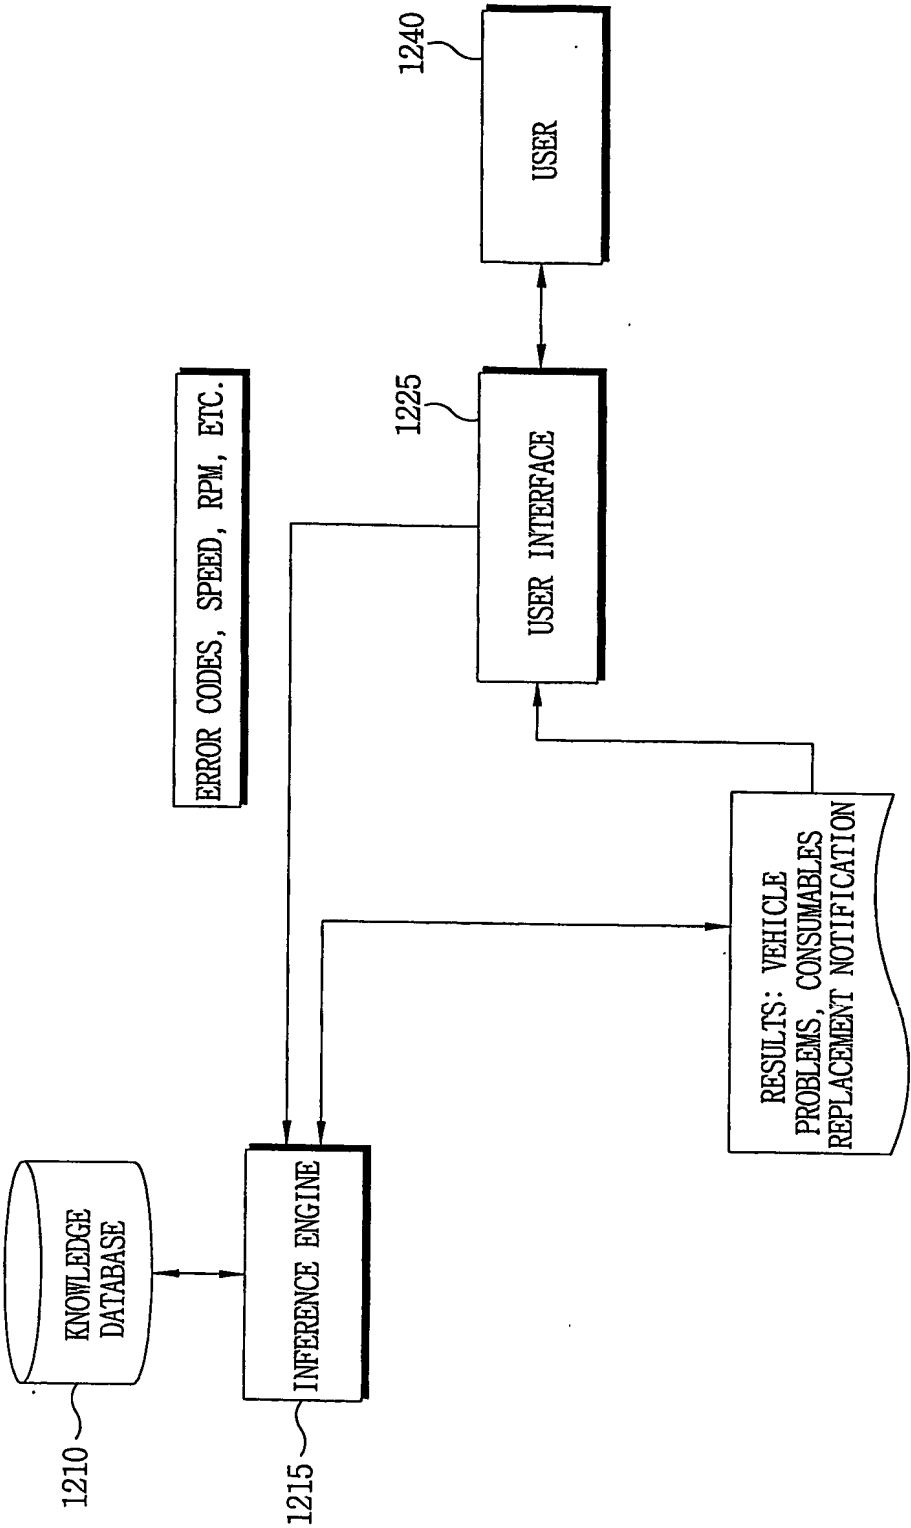 1210
KNOWLEDGE
DATABASE
1215
INFERENCE ENGINE
ERROR CODES, SPEED, RPM, ETC.
1225
USER INTERFACE
1240
USER
RESULTS: VEHICLE
PROBLEMS, CONSUMABLES
REPLACEMENT NOTIFICATION